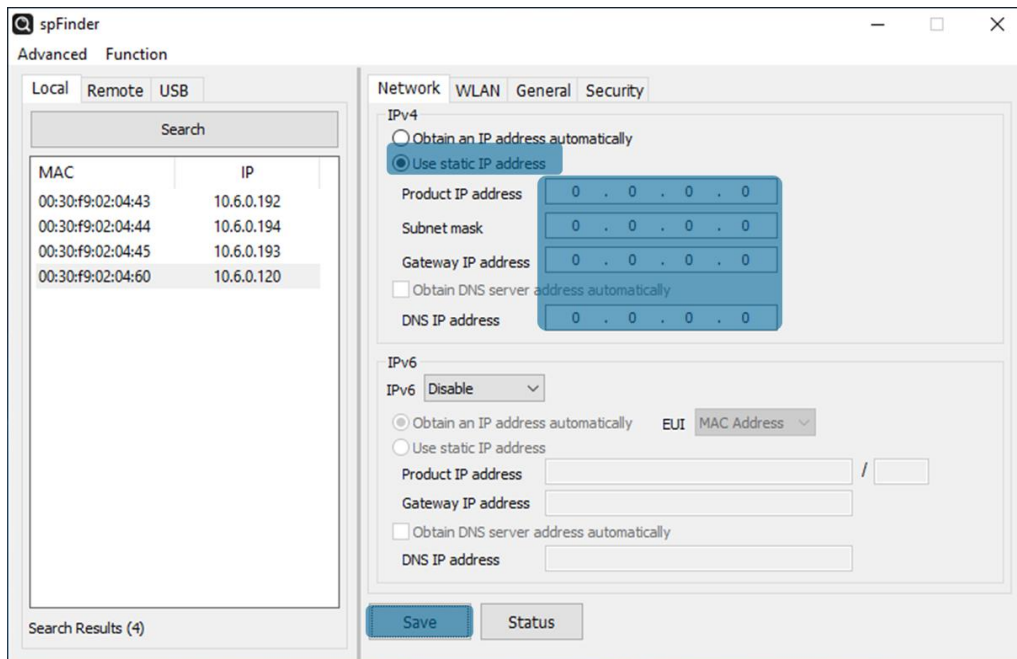 spFinder
Advanced Function
Local Remote USB
Search
MAC IP
00:30:f9:02:04:43 10.6.0.192
00:30:f9:02:04:44 10.6.0.194
00:30:f9:02:04:45 10.6.0.193
00:30:f9:02:04:60 10.6.0.120
Search Results (4)
Network WLAN General Security
IPv4
Obtain an IP address automatically
Use static IP address
Product IP address 0 . 0 . 0 . 0
Subnet mask 0 . 0 . 0 . 0
Gateway IP address 0 . 0 . 0 . 0
Obtain DNS server address automatically
DNS IP address 0 . 0 . 0 . 0
IPv6
IPv6 Disable
Obtain an IP address automatically EUI MAC Address
Use static IP address
Product IP address /
Gateway IP address
Obtain DNS server address automatically
DNS IP address
Save Status